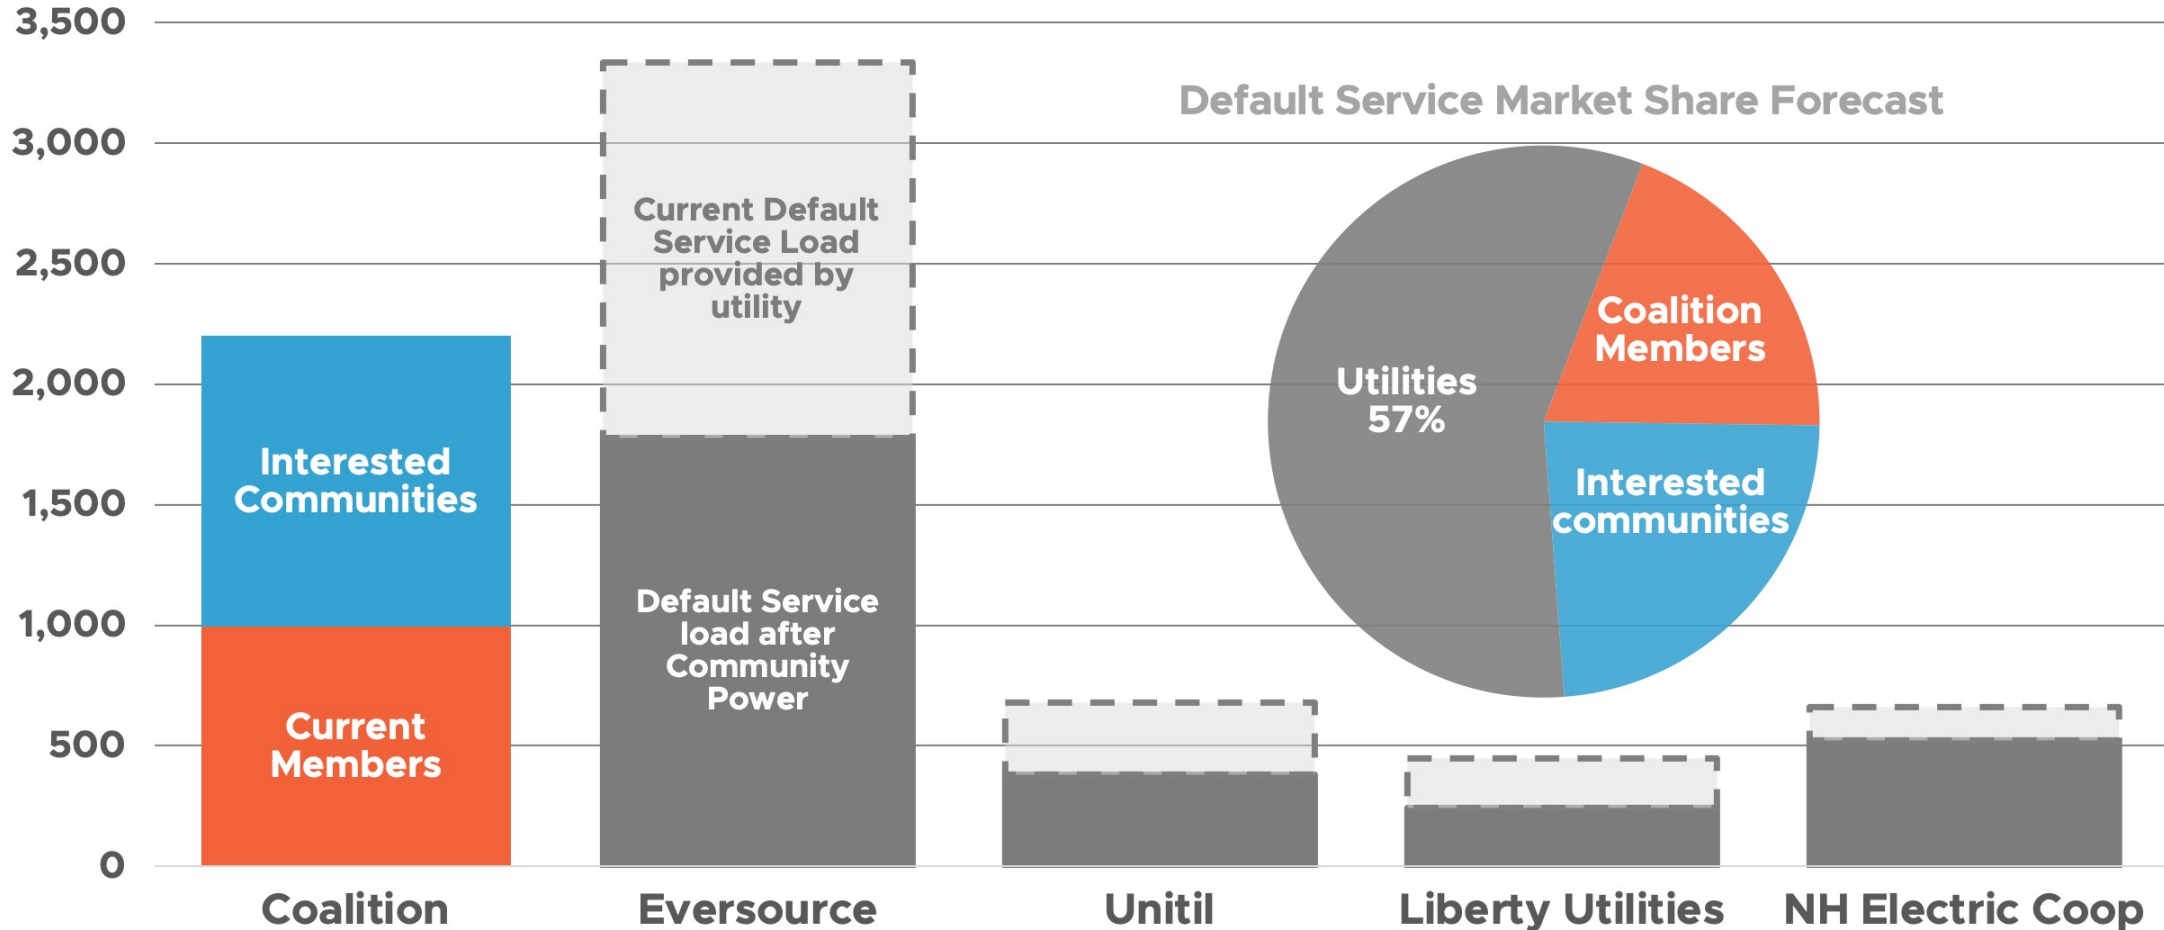 3,500
3,000
2,500
2,000
1,500
1,000
500
0
Interested
Communities
Current
Members
Current Default
Service Load
provided by
utility
Default Service
load after
Community
Power
Default Service Market Share Forecast
Utilities
57%
Coalition
Members
Interested
communities
Coalition
Eversource
Unitil
Liberty Utilities
NH Electric Coop